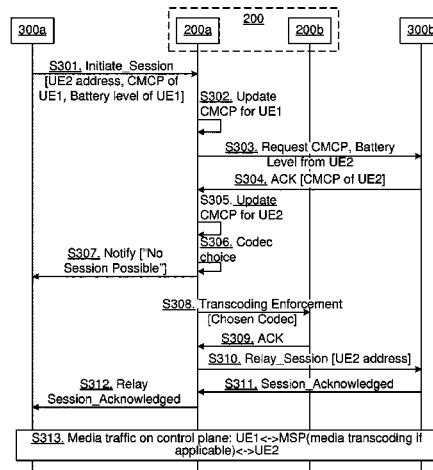 200
300a
200a
200b
300b
S301. Initiate_Session
[UE2 address, CMCP of
UE1, Battery level of UE1]
S302. Update
CMCP for UE1
S303. Request CMCP, Battery
Level from UE2
S304. ACK [CMCP of UE2]
S305. Update
CMCP for UE2
S306. Codec
choice
S307. Notify ["No
Session Possible"]
S308. Transcoding Enforcement
[Chosen Codec]
S309. ACK
S310. Relay_Session [UE2 address]
S311. Session_Acknowledged
S312. Relay
Session_Acknowledged
S313. Media traffic on control plane: UE1<->MSP(media transcoding if
applicable)<->UE2